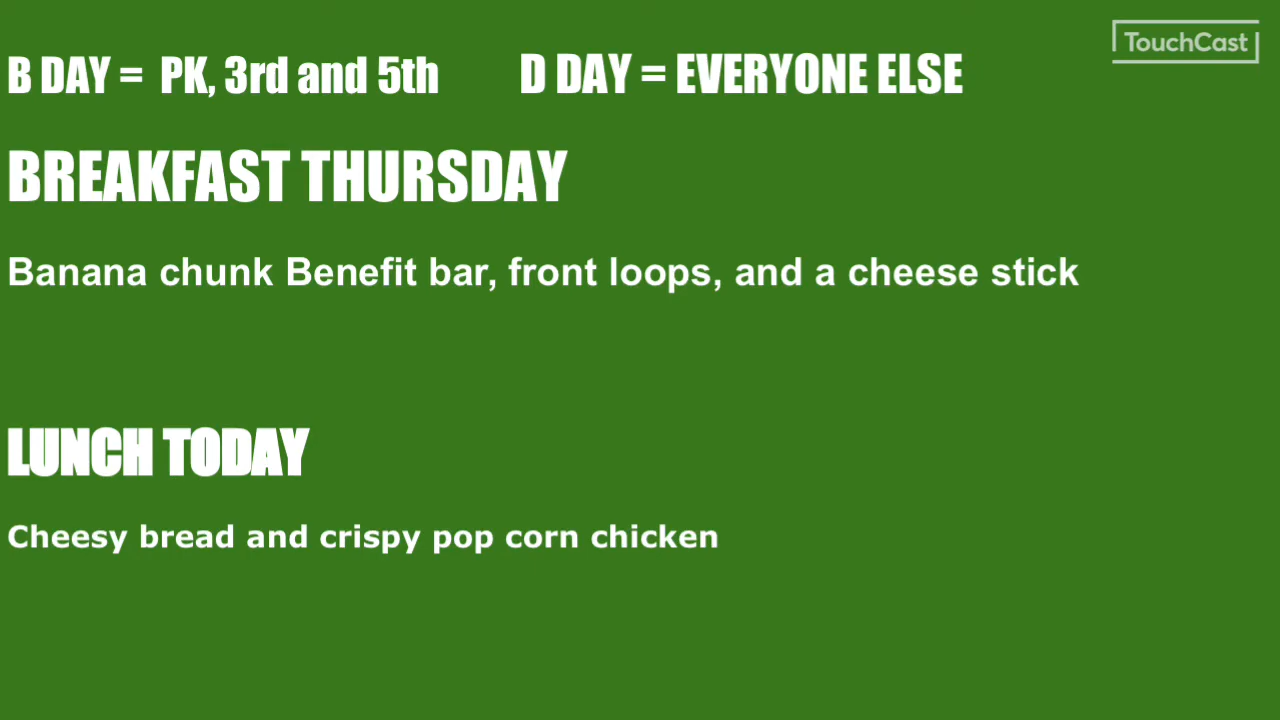 TouchCast
B DAY = PK, 3rd and 5th D DAY = EVERYONE ELSE
BREAKFAST THURSDAY
Banana chunk Benefit bar, front loops, and a cheese stick
LUNCH TODAY
Cheesy bread and crispy pop corn chicken